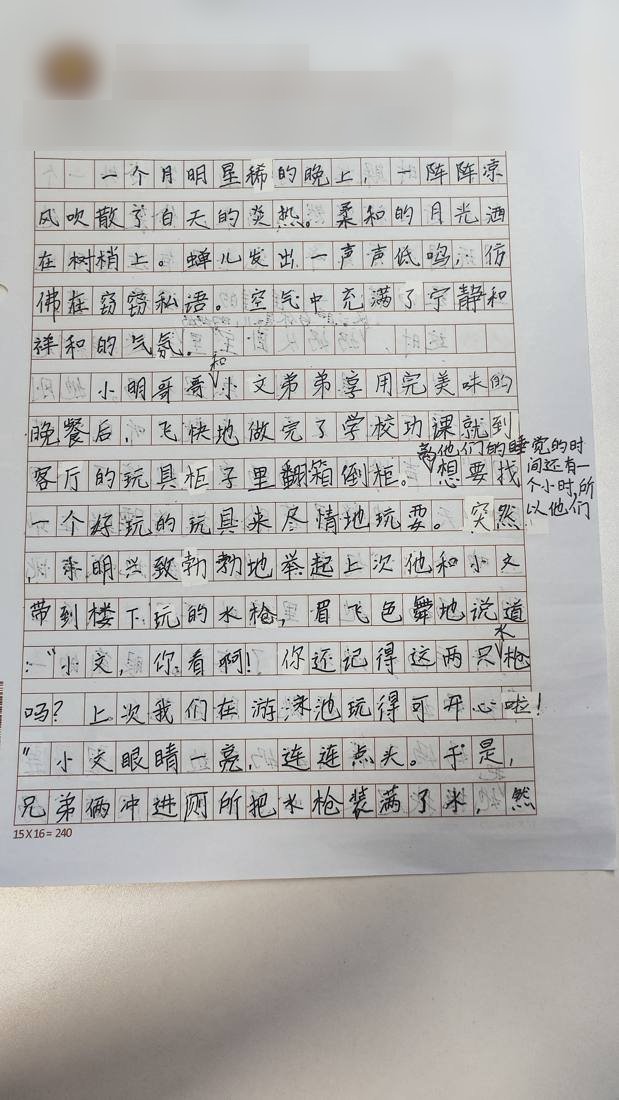 一个月明星稀的晚上，一阵阵凉
风吹散了白天的炎热。柔和的月光洒
在树梢上。蝉儿发出一声声低鸣，仿
佛在窃窃私语。空气中充满了宁静和
祥和的气氛。
小明哥哥和小文弟弟享用完美味的
晚餐后，飞快地做完了学校功课就到
客厅的玩具柜子里翻箱倒柜。离他们的睡觉的时
间还有一
个小时，所
以他们
想要找
一个好玩的玩具来尽情地玩耍。突然
，小明兴致勃勃地举起上次他和小文
带到楼下玩的水枪，眉飞色舞地说道
：“小文，你看啊！你还记得这两只水枪
吗？上次我们在游泳池玩得可开心啦！
”小文眼睛一亮，连连点头。于是，
兄弟俩冲进厕所把水枪装满了水，然
15X16=240